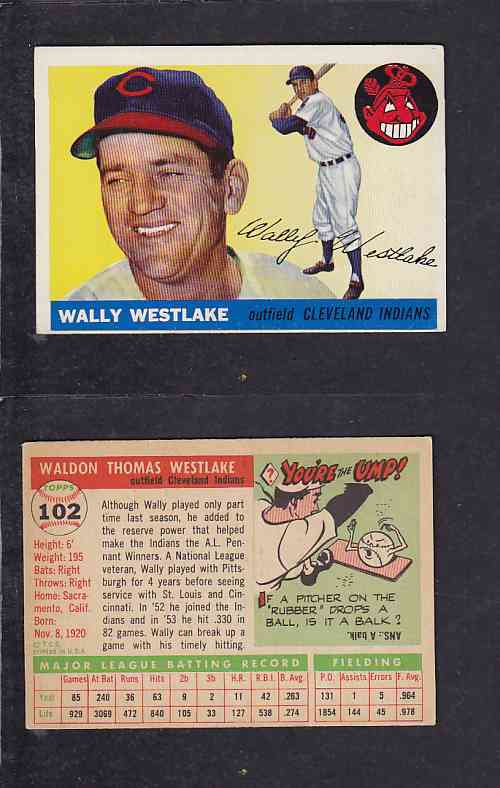 C
Wally Westlake
WALLY WESTLAKE outfield CLEVELAND INDIANS
WALDON THOMAS WESTLAKE
outfield Cleveland Indians
TOPPS
102
Height: 6'
Weight: 195
Bats: Right
Throws: Right
Home: Sacra-
mento, Calif.
Born:
Nov. 8, 1920
© T.C.G.
printed in U.S.A.
Although Wally played only part
time last season, he added to
the reserve power that helped
make the Indians the A.L. Pen-
nant Winners. A National League
veteran, Wally played with Pitts-
burgh for 4 years before seeing
service with St. Louis and Cin-
cinnati. In '52 he joined the In-
dians and in '53 he hit .330 in
82 games. Wally can break up a
game with his timely hitting.
? YOU'RE THE UMP!
IF A PITCHER ON THE
"RUBBER" DROPS A
BALL, IS IT A BALK?
ANS.: A balk.
MAJOR LEAGUE BATTING RECORD FIELDING
Games At Bat Runs Hits 2b 3b H.R. R.B.I. B. Avg. P.O. Assists Errors F. Avg.
Year 85 240 36 63 9 2 11 42 .263 131 1 5 .964
Life 929 3069 472 840 105 32 127 538 .274 1854 144 45 .978